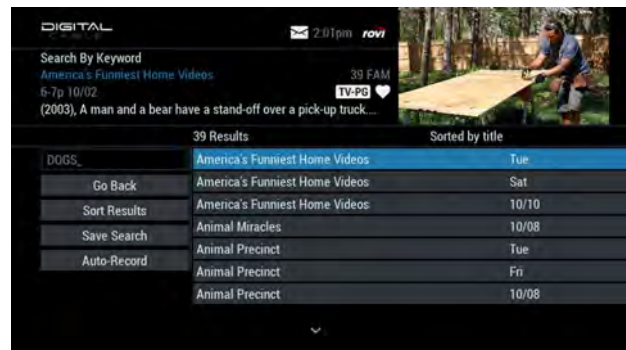 DIGITAL
2:01pm rovi
Search By Keyword
America's Funniest Home Videos 39 FAM
6-7p 10/02 TV-PG
(2003), A man and a bear have a stand-off over a pick-up truck....
39 Results Sorted by title
DOGS_
America's Funniest Home Videos Tue
Go Back
America's Funniest Home Videos Sat
Sort Results
America's Funniest Home Videos 10/10
Save Search
Animal Miracles 10/08
Auto-Record
Animal Precinct Tue
Animal Precinct Fri
Animal Precinct 10/08